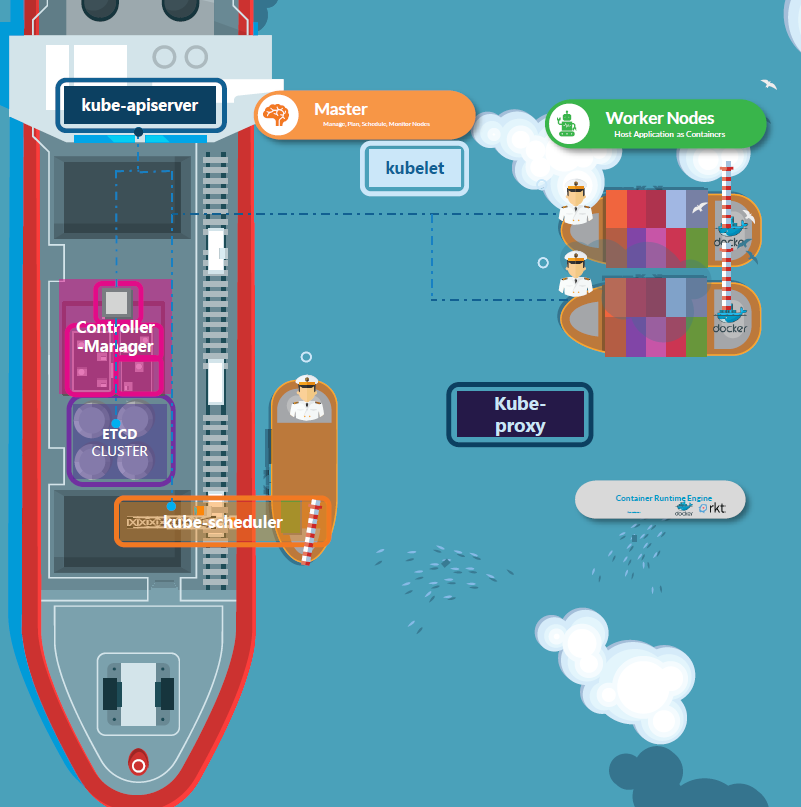 kube-apiserver
Master
Manage, Plan, Schedule, Monitor Nodes
Worker Nodes
Host Application as Containers
kubelet
docker
docker
Controller
-Manager
Kube-
proxy
ETCD
CLUSTER
Container Runtime Engine
docker
rkt
kube-scheduler